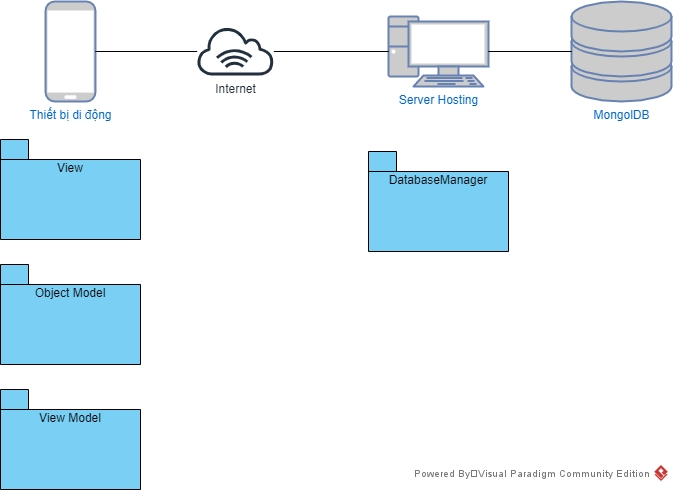 Thiết bị di động
Internet
Server Hosting
MongolDB
View
DatabaseManager
Object Model
View Model
Powered By□Visual Paradigm Community Edition